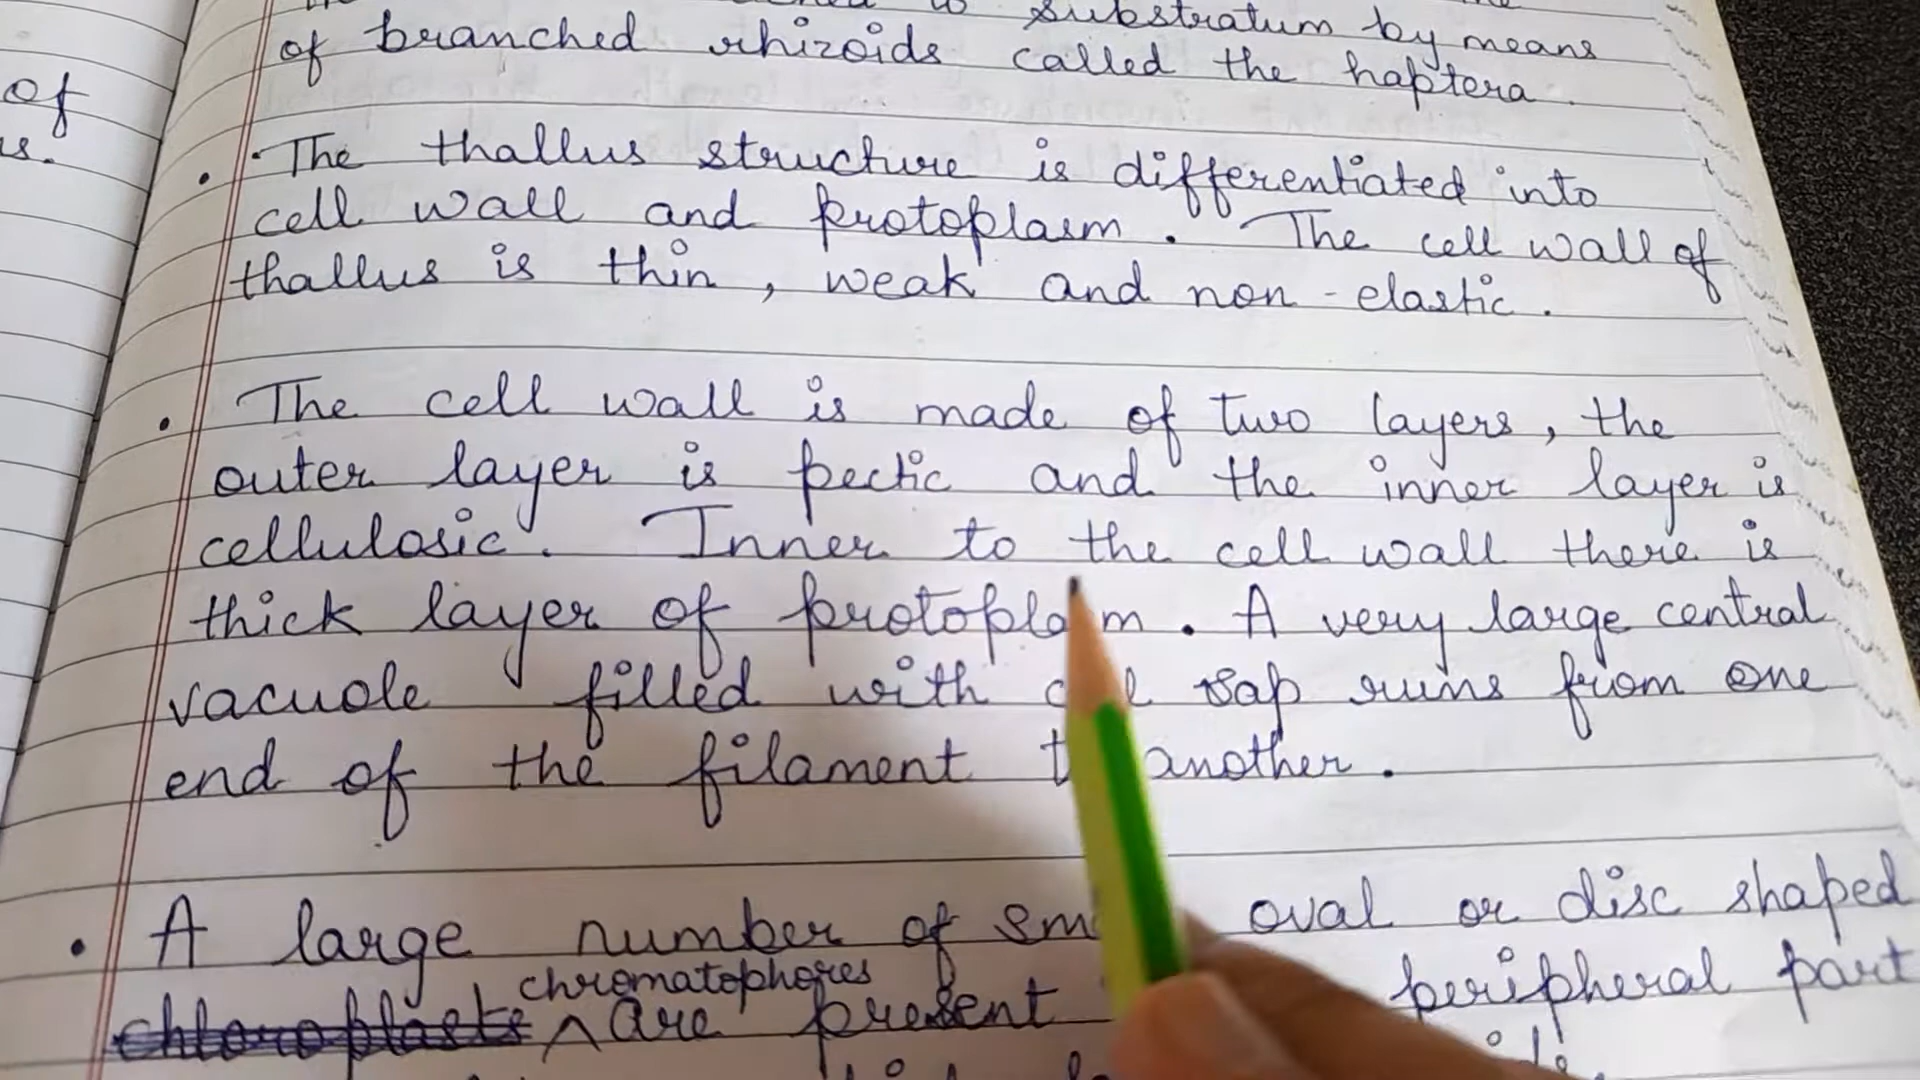 of
us.
substratum by means
of branched rhizoids called the haptera
• The thallus structure is differentiated into
cell wall and protoplasm. The cell wall of
thallus is thin, weak and non-elastic.
• The cell wall is made of two layers, the
outer layer is pectic and the inner layer is
cellulosic. Inner to the cell wall there is
thick layer of protoplasm. A very large central
vacuole filled with sap runs from one
end of the filament another.
• A large number of oval or disc shaped
chromatophores
chloroplasts ^ are present peripheral part